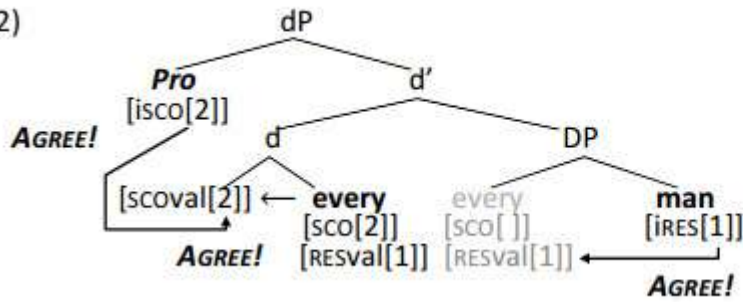 2) dP
Pro d'
[isco[2]]
AGREE! d DP
[scoval[2]] ← every every man
[sco[2]] [sco[ ]] [iRES[1]]
AGREE! [RESval[1]] [RESval[1]]
AGREE!